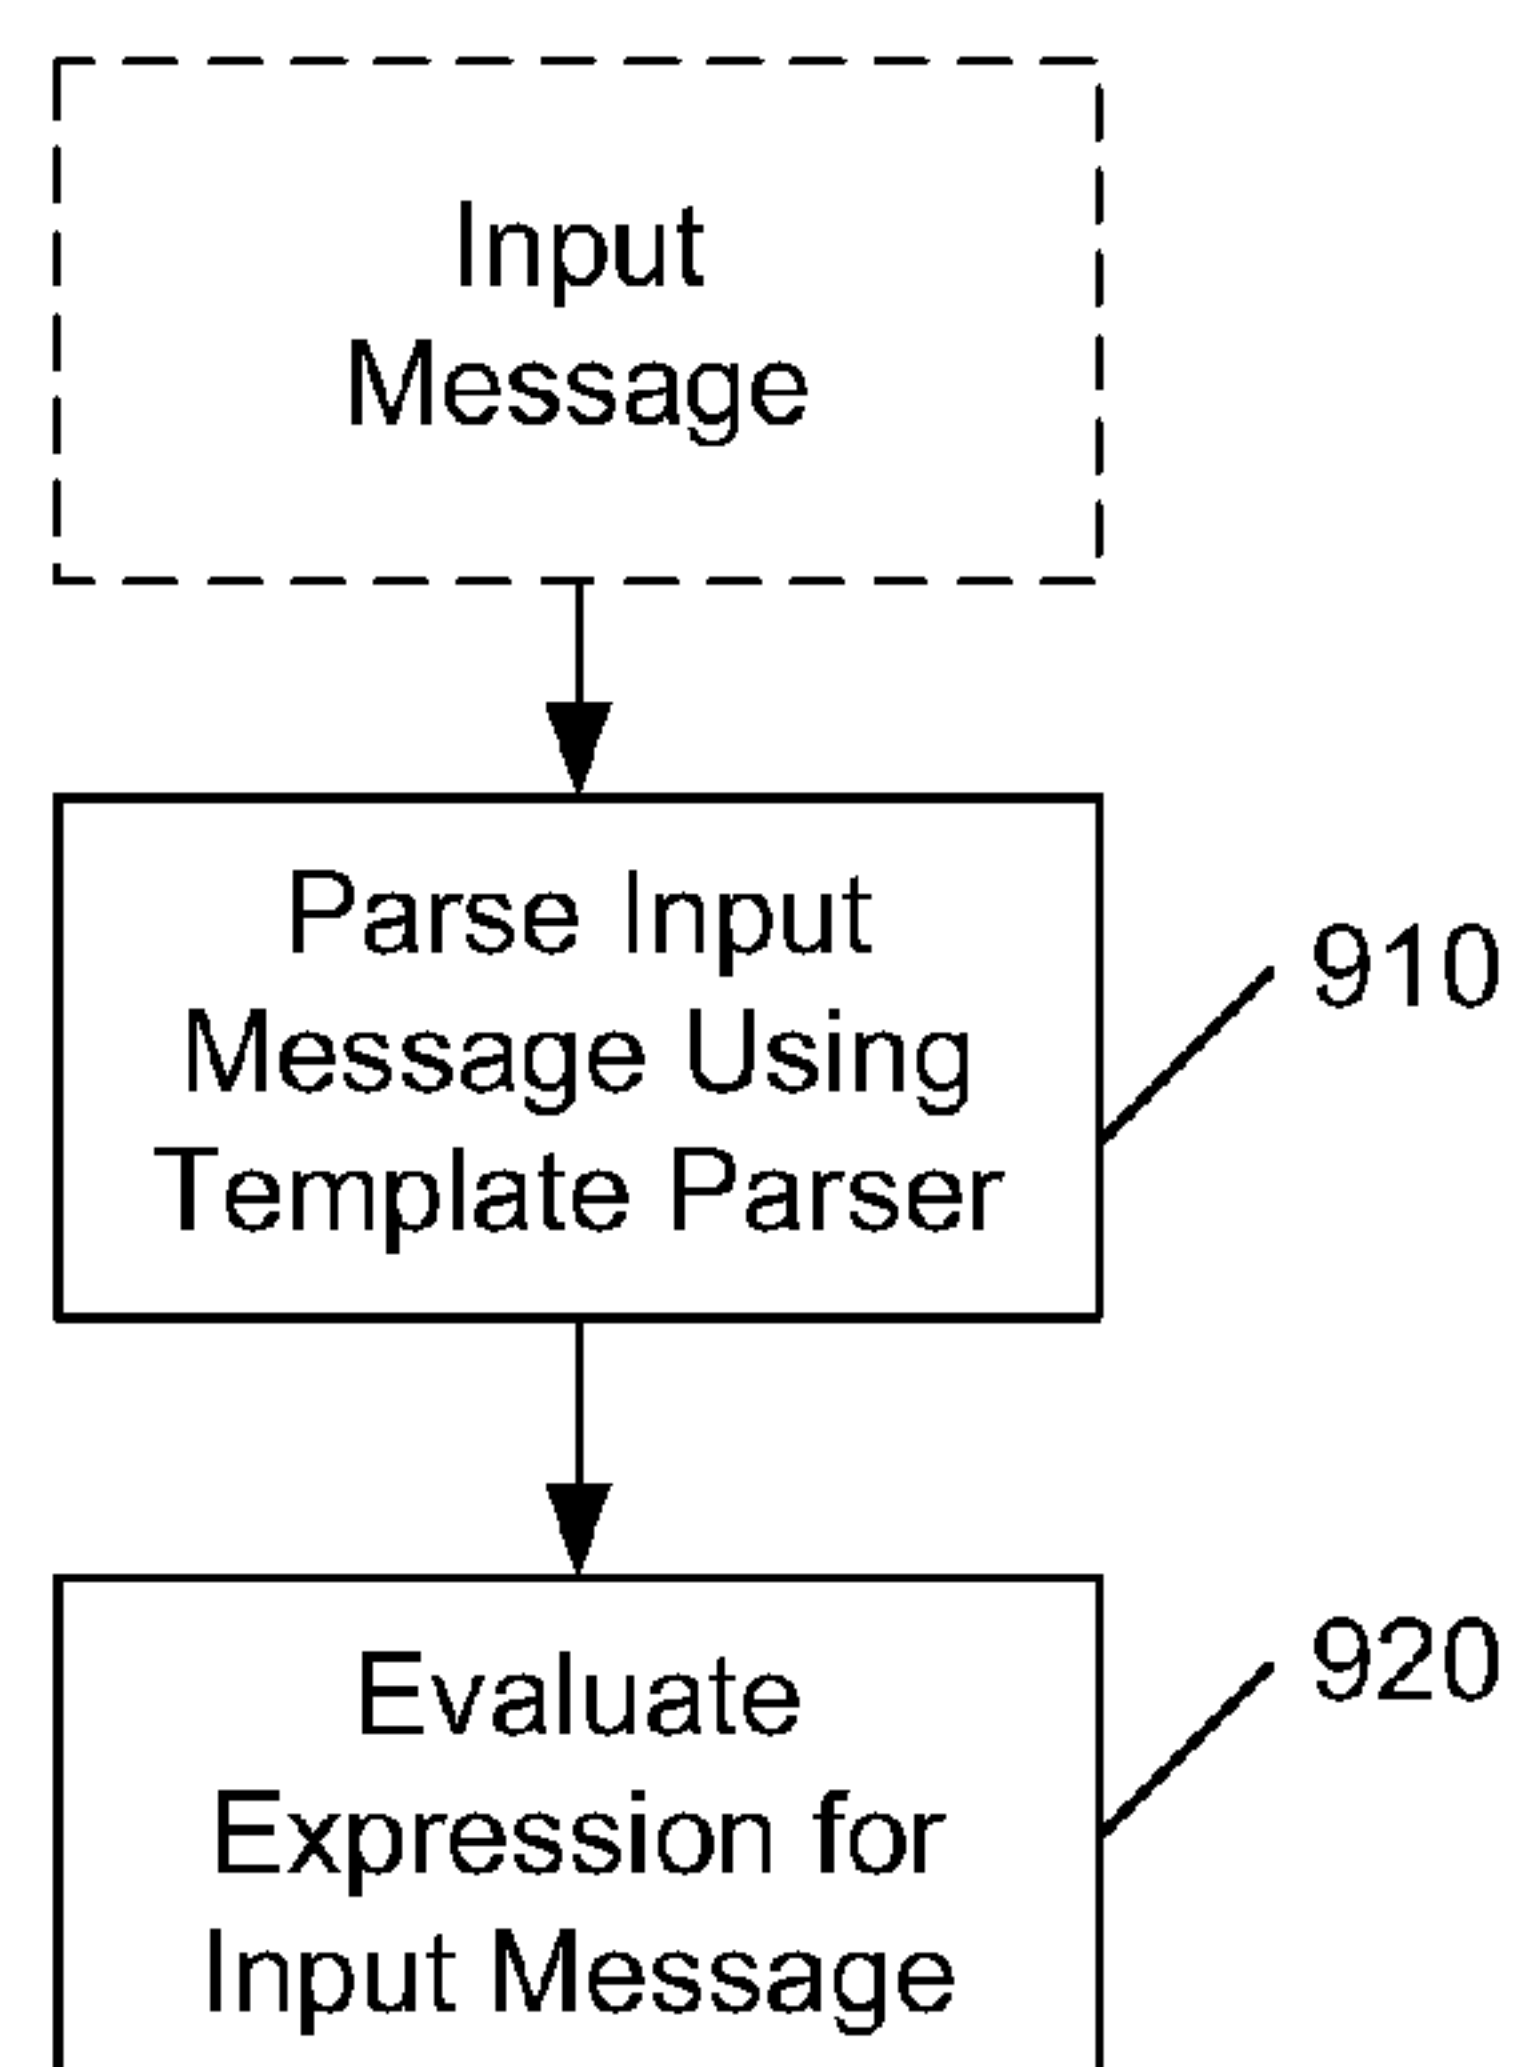 Input
Message
Parse Input
Message Using
Template Parser
910
Evaluate
Expression for
Input Message
920